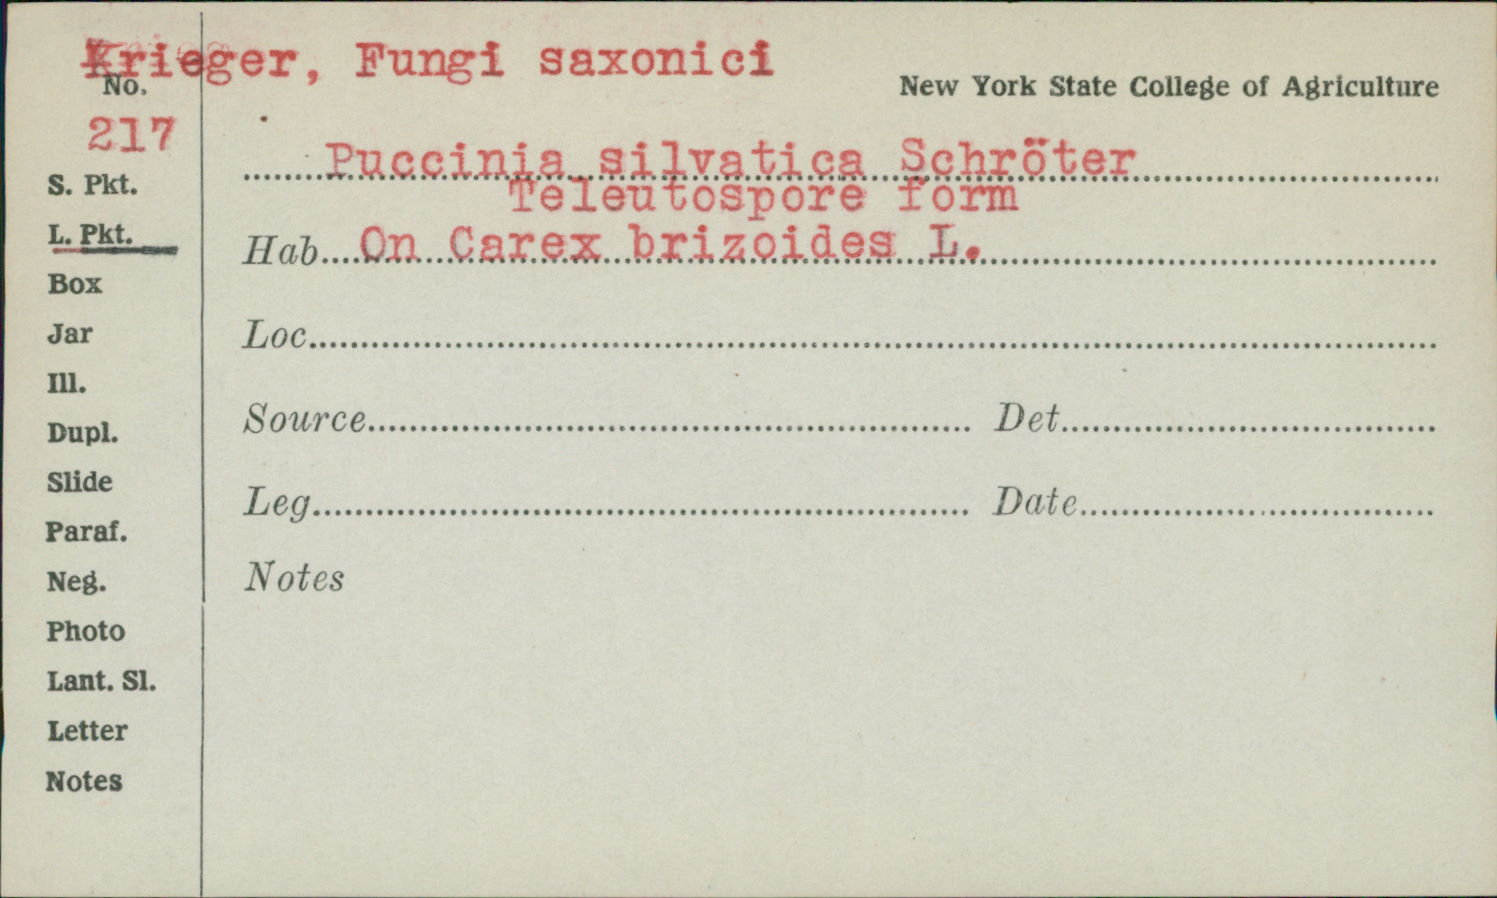 Krieger, Fungi saxonici
No.
New York State College of Agriculture
217
Puccinia silvatica Schröter
S. Pkt.
Teleutospore form
L. Pkt.
Hab. On Carex brizoides L.
Box
Jar
Loc.
Ill.
Source
Det.
Dupl.
Slide
Leg.
Date
Paraf.
Neg.
Notes
Photo
Lant. Sl.
Letter
Notes